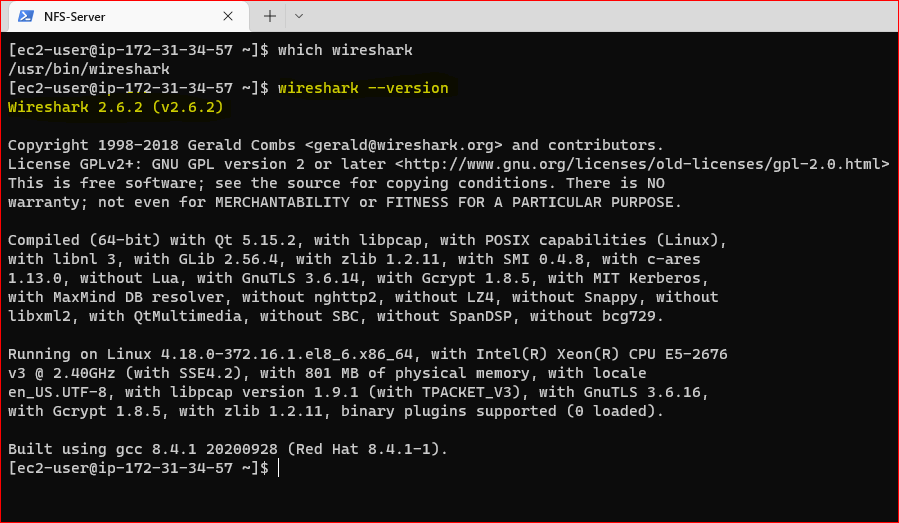 NFS-Server
[ec2-user@ip-172-31-34-57 ~]$ which wireshark
/usr/bin/wireshark
[ec2-user@ip-172-31-34-57 ~]$ wireshark --version
Wireshark 2.6.2 (v2.6.2)
Copyright 1998-2018 Gerald Combs <gerald@wireshark.org> and contributors.
License GPLv2+: GNU GPL version 2 or later <http://www.gnu.org/licenses/old-licenses/gpl-2.0.html>
This is free software; see the source for copying conditions. There is NO
warranty; not even for MERCHANTABILITY or FITNESS FOR A PARTICULAR PURPOSE.
Compiled (64-bit) with Qt 5.15.2, with libpcap, with POSIX capabilities (Linux),
with libnl 3, with GLib 2.56.4, with zlib 1.2.11, with SMI 0.4.8, with c-ares
1.13.0, without Lua, with GnuTLS 3.6.14, with Gcrypt 1.8.5, with MIT Kerberos,
with MaxMind DB resolver, without nghttp2, without LZ4, without Snappy, without
libxml2, with QtMultimedia, without SBC, without SpanDSP, without bcg729.
Running on Linux 4.18.0-372.16.1.el8_6.x86_64, with Intel(R) Xeon(R) CPU E5-2676
v3 @ 2.40GHz (with SSE4.2), with 801 MB of physical memory, with locale
en_US.UTF-8, with libpcap version 1.9.1 (with TPACKET_V3), with GnuTLS 3.6.16,
with Gcrypt 1.8.5, with zlib 1.2.11, binary plugins supported (0 loaded).
Built using gcc 8.4.1 20200928 (Red Hat 8.4.1-1).
[ec2-user@ip-172-31-34-57 ~]$